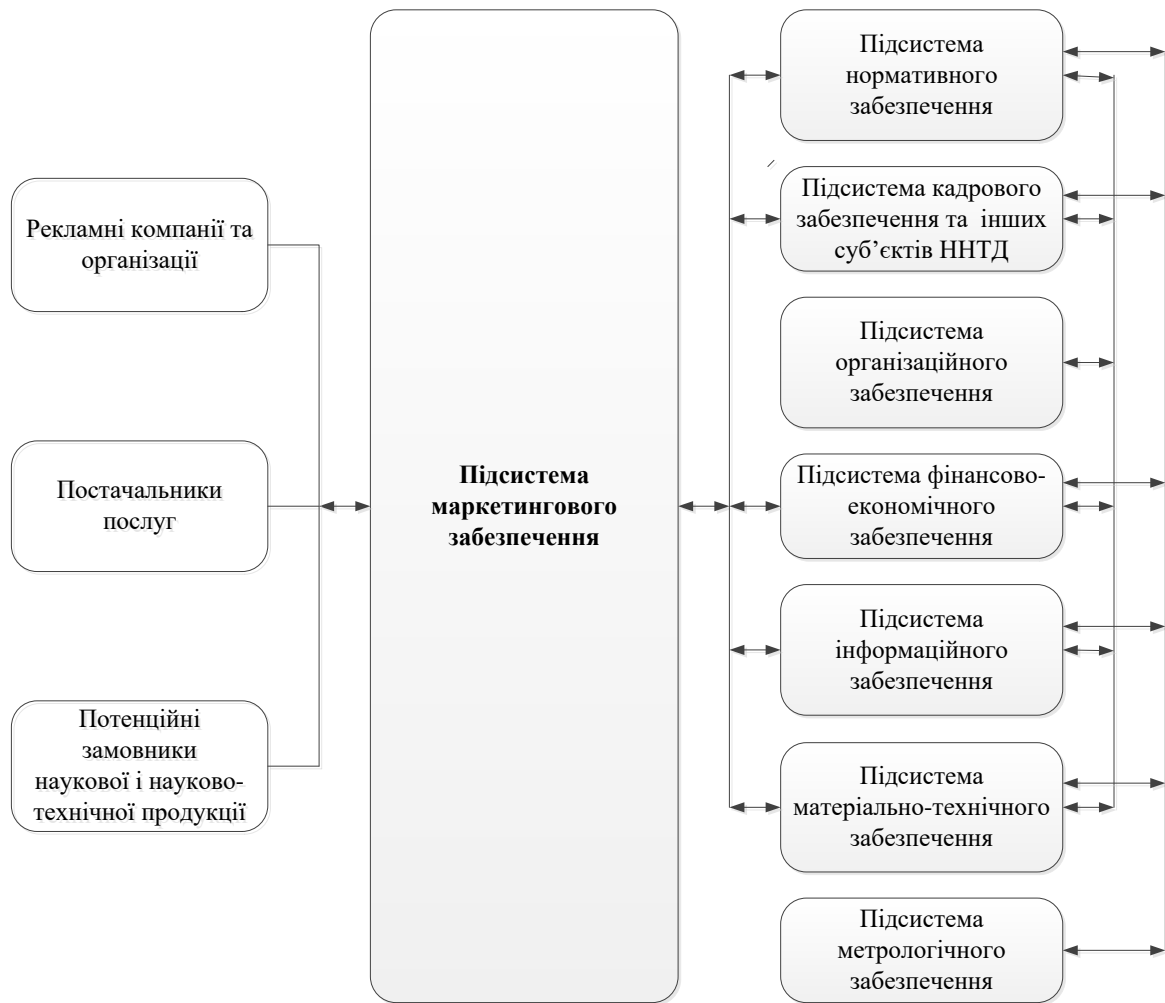 Рекламні компанії та
організації
Постачальники
послуг
Потенційні
замовники
наукової і науково-
технічної продукції
Підсистема
маркетингового
забезпечення
Підсистема
нормативного
забезпечення
Підсистема кадрового
забезпечення та інших
суб’єктів ННТД
Підсистема
організаційного
забезпечення
Підсистема фінансово-
економічного
забезпечення
Підсистема
інформаційного
забезпечення
Підсистема
матеріально-технічного
забезпечення
Підсистема
метрологічного
забезпечення